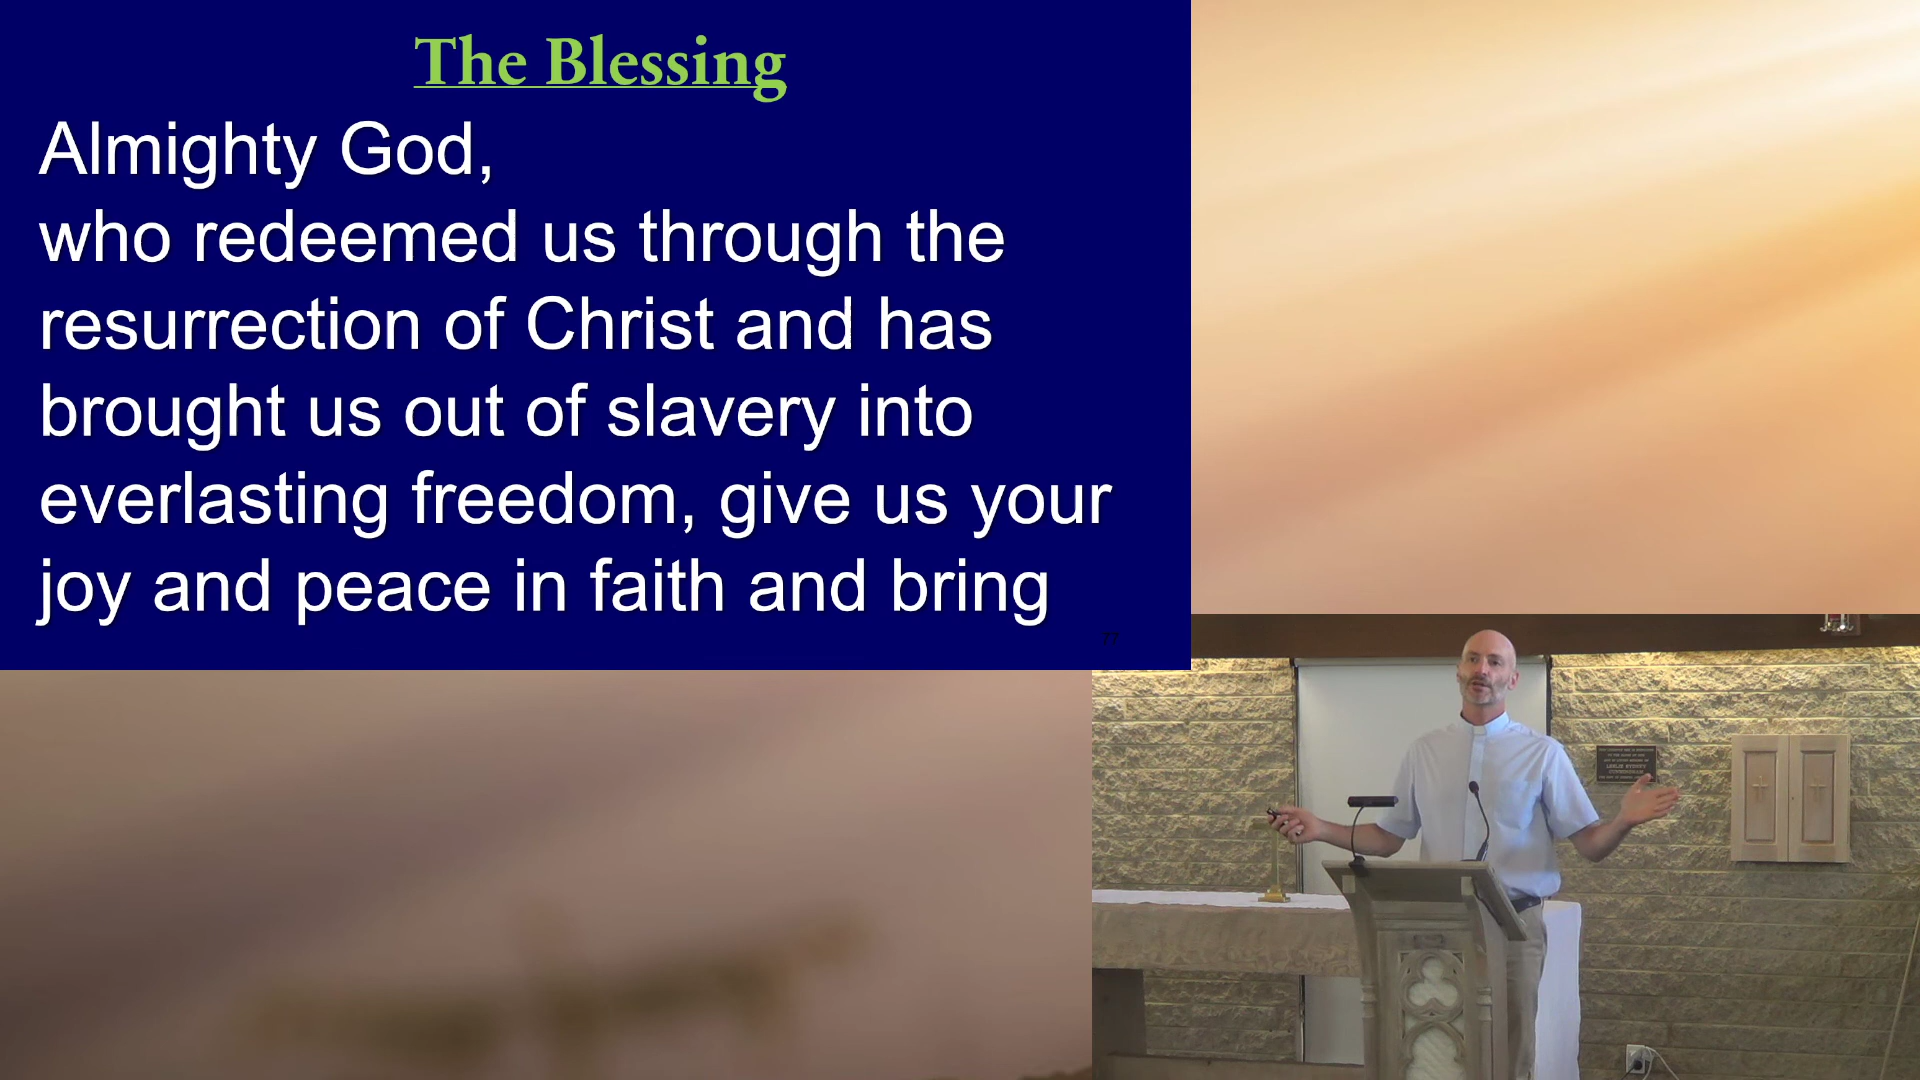 The Blessing
Almighty God,
who redeemed us through the
resurrection of Christ and has
brought us out of slavery into
everlasting freedom, give us your
joy and peace in faith and bring
77